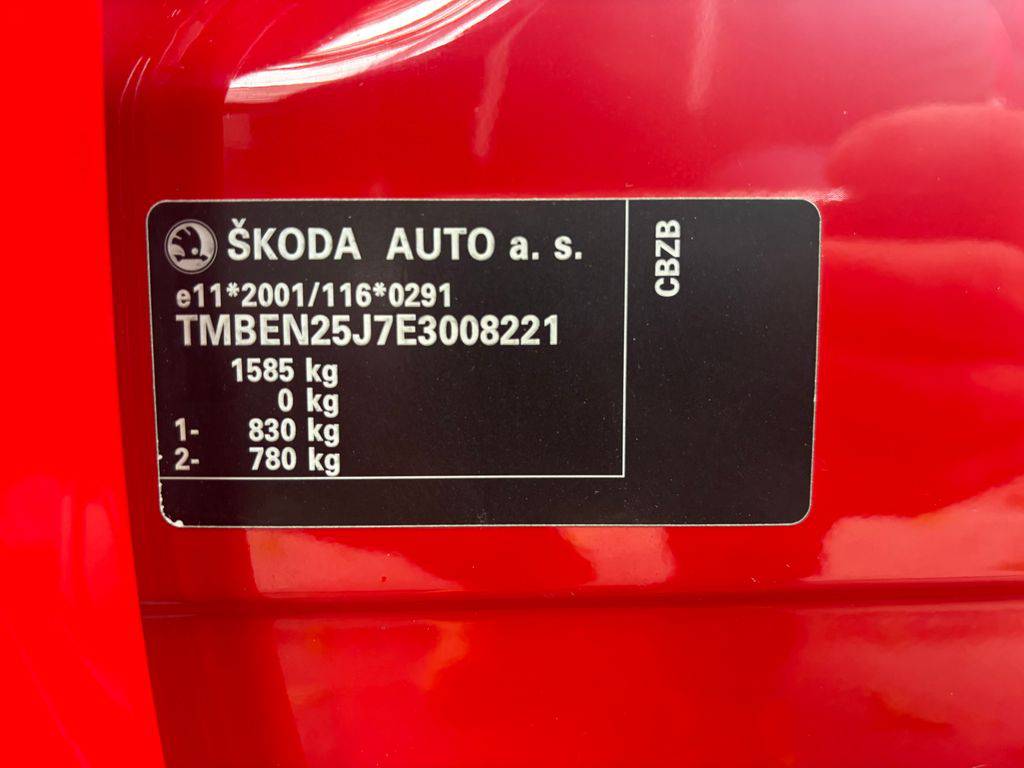 ŠKODA AUTO a. s.
e11*2001/116*0291
TMBEN25J7E3008221
1585 kg
0 kg
1- 830 kg
2- 780 kg
CBZB